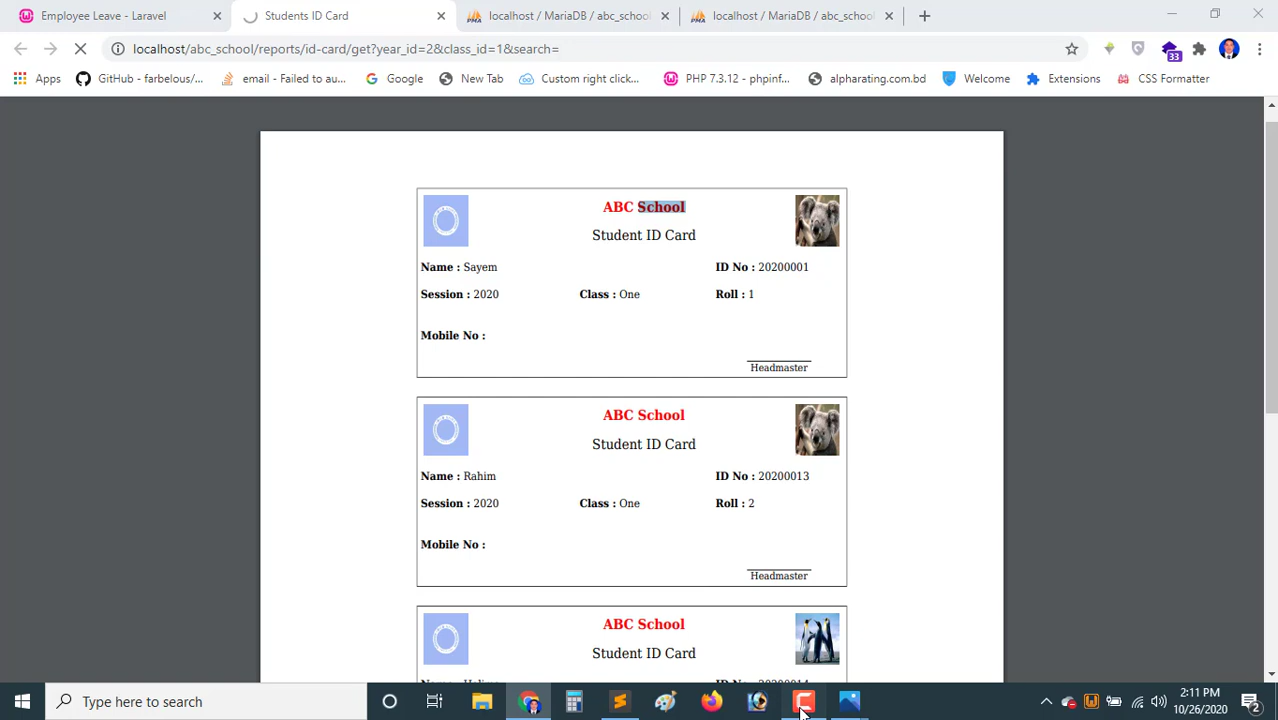 Employee Leave - Laravel
Students ID Card
localhost / MariaDB / abc_school
localhost / MariaDB / abc_school
localhost/abc_school/reports/id-card/get?year_id=2&class_id=1&search=
33
Apps
GitHub - farbelous/...
email - Failed to au...
Google
New Tab
Custom right click...
PHP 7.3.12 - phpinf...
alpharating.com.bd
Welcome
Extensions
CSS Formatter
ABC School
Student ID Card
Name : Sayem
ID No : 20200001
Session : 2020
Class : One
Roll : 1
Mobile No :
Headmaster
ABC School
Student ID Card
Name : Rahim
ID No : 20200013
Session : 2020
Class : One
Roll : 2
Mobile No :
Headmaster
ABC School
Student ID Card
Type here to search
2:11 PM
10/26/2020
2